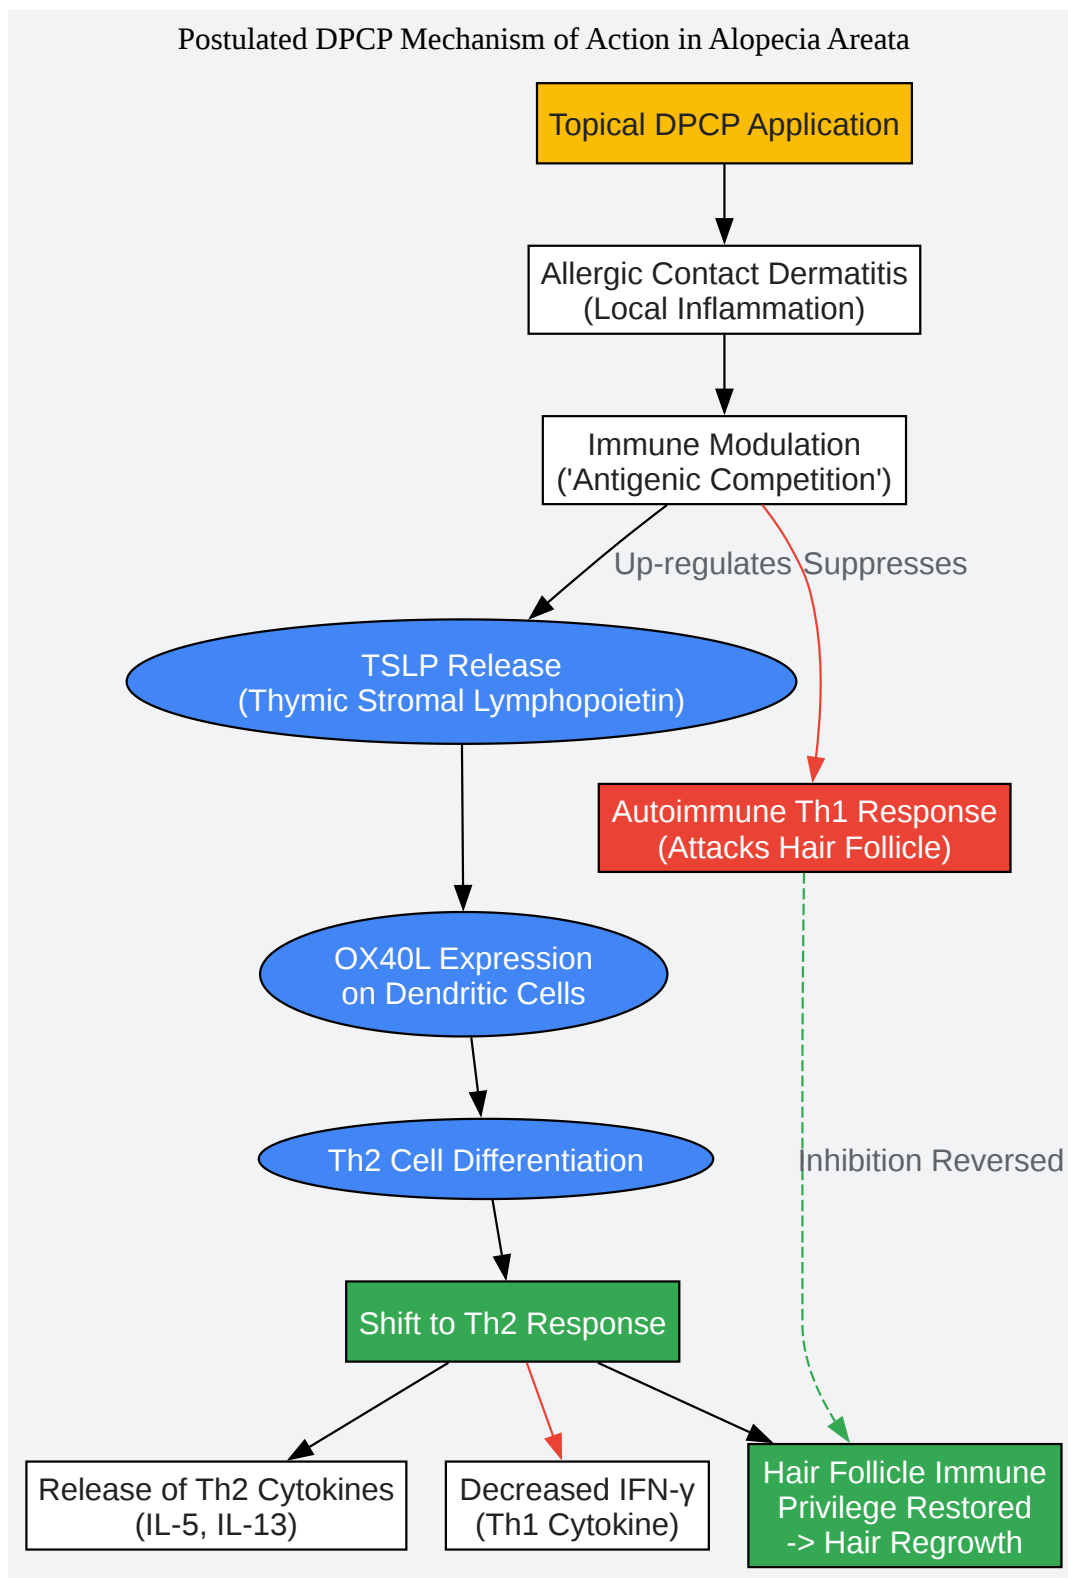 Postulated DPCP Mechanism of Action in Alopecia Areata
Topical DPCP Application
Allergic Contact Dermatitis
(Local Inflammation)
Immune Modulation
('Antigenic Competition')
Up-regulates
Suppresses
TSLP Release
(Thymic Stromal Lymphopoietin)
Autoimmune Th1 Response
(Attacks Hair Follicle)
OX40L Expression
on Dendritic Cells
Th2 Cell Differentiation
Inhibition Reversed
Shift to Th2 Response
Release of Th2 Cytokines
(IL-5, IL-13)
Decreased IFN-γ
(Th1 Cytokine)
Hair Follicle Immune
Privilege Restored
-> Hair Regrowth